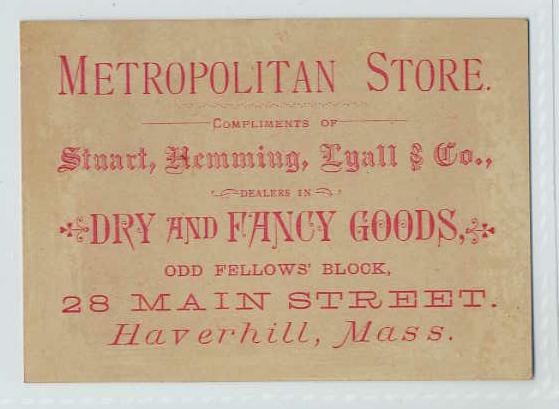 METROPOLITAN STORE.
COMPLIMENTS OF
Stuart, Hemming, Lyall & Co.,
DEALERS IN
DRY AND FANCY GOODS,
ODD FELLOWS' BLOCK,
28 MAIN STREET.
Haverhill, Mass.